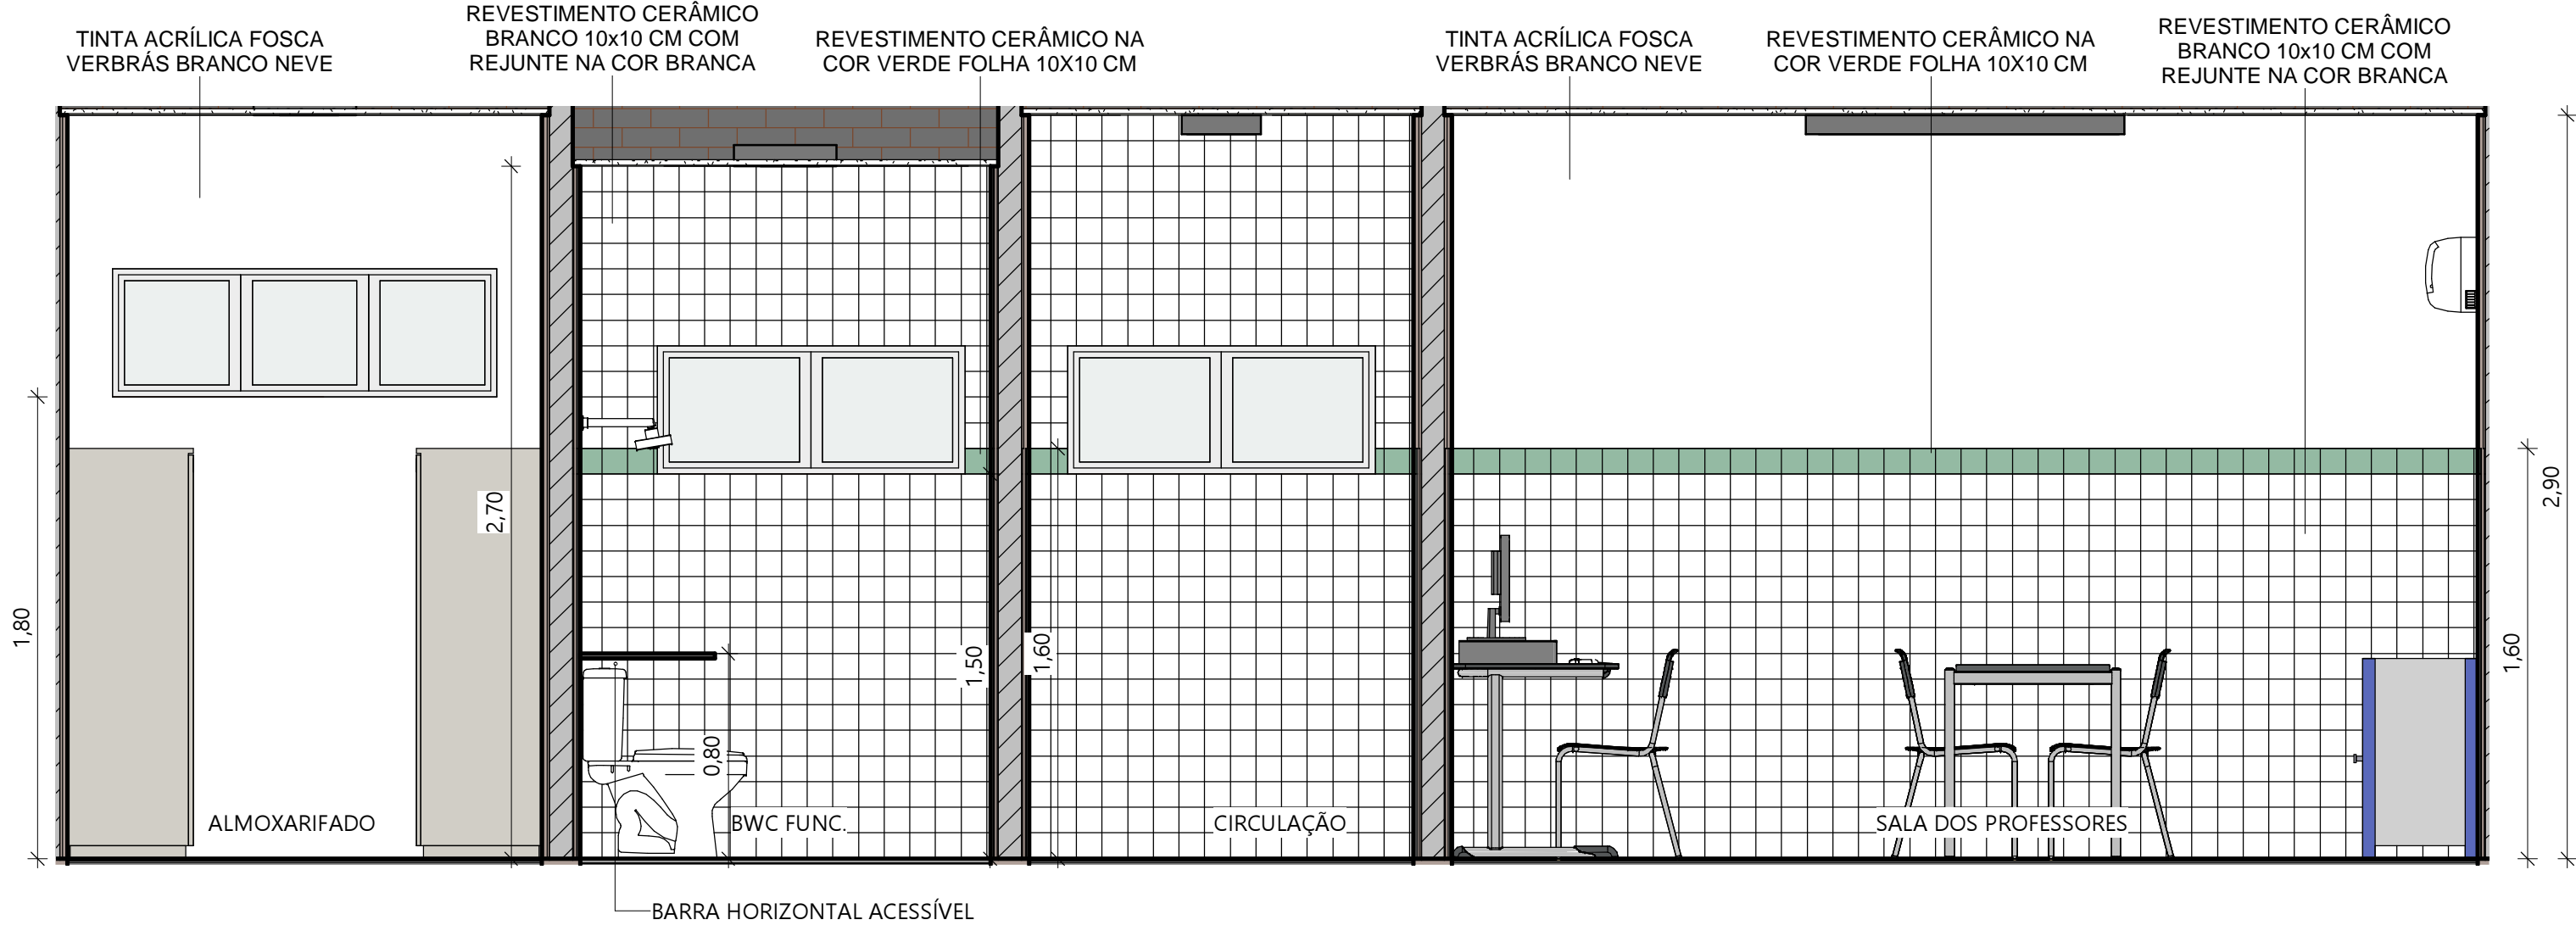 TINTA ACRÍLICA FOSCA
VERBRÁS BRANCO NEVE
REVESTIMENTO CERÂMICO
BRANCO 10x10 CM COM
REJUNTE NA COR BRANCA
REVESTIMENTO CERÂMICO NA
COR VERDE FOLHA 10X10 CM
TINTA ACRÍLICA FOSCA
VERBRÁS BRANCO NEVE
REVESTIMENTO CERÂMICO NA
COR VERDE FOLHA 10X10 CM
REVESTIMENTO CERÂMICO
BRANCO 10x10 CM COM
REJUNTE NA COR BRANCA
1,80
2,70
0,80
1,50
1,60
1,60
2,90
ALMOXARIFADO
BWC FUNC.
CIRCULAÇÃO
SALA DOS PROFESSORES
BARRA HORIZONTAL ACESSÍVEL